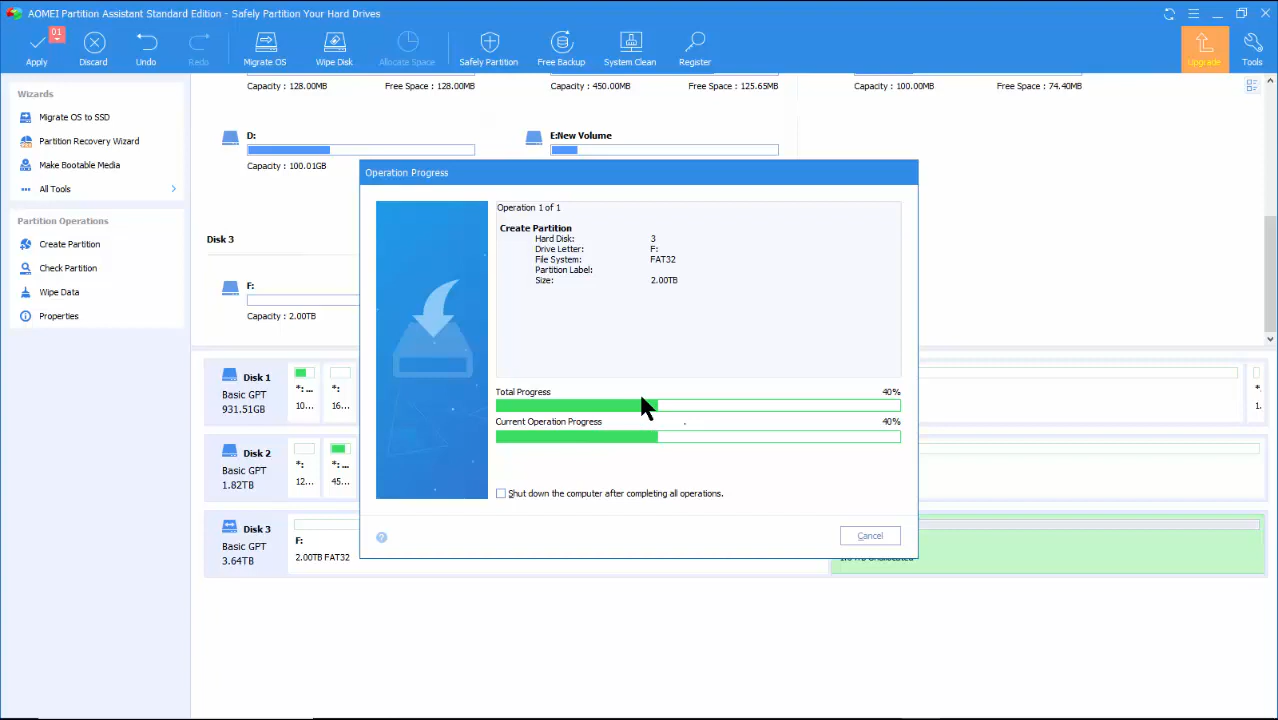 AOMEI Partition Assistant Standard Edition - Safely Partition Your Hard Drives
01
Apply Discard Undo Redo Migrate OS Wipe Disk Allocate Space Safely Partition Free Backup System Clean Register Upgrade Tools
Wizards
Migrate OS to SSD
Partition Recovery Wizard
Make Bootable Media
All Tools
Partition Operations
Create Partition
Check Partition
Wipe Data
Properties
Capacity : 128.00MB Free Space : 128.00MB Capacity : 450.00MB Free Space : 125.65MB Capacity : 100.00MB Free Space : 74.40MB
D: E:New Volume
Capacity : 100.01GB
Disk 3
F:
Capacity : 2.00TB
Operation Progress
Operation 1 of 1
Create Partition
Hard Disk: 3
Drive Letter: F:
File System: FAT32
Partition Label:
Size: 2.00TB
Total Progress 40%
Current Operation Progress 40%
Shut down the computer after completing all operations.
Cancel
Disk 1
Basic GPT
931.51GB
*: ... *:
10... 16...
*.
1.
Disk 2
Basic GPT
1.82TB
*: *: ...
12... 45...
Disk 3
Basic GPT
3.64TB
F:
2.00TB FAT32